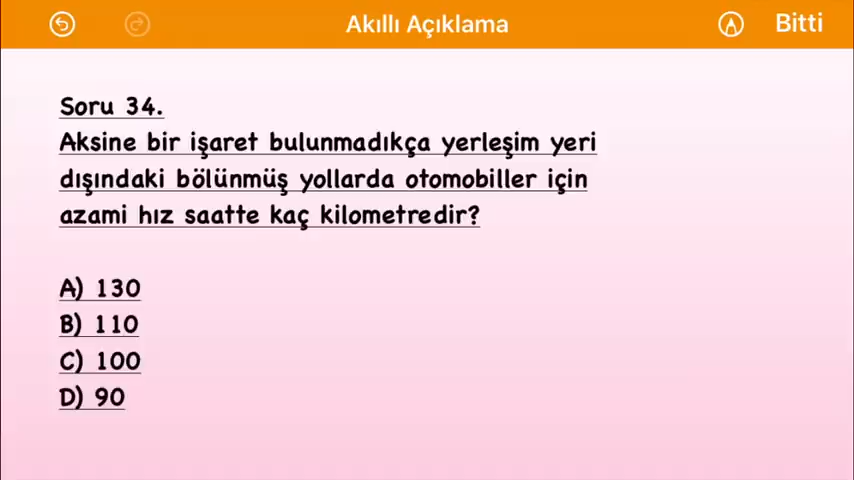 Akıllı Açıklama
Bitti
Soru 34.
Aksine bir işaret bulunmadıkça yerleşim yeri
dışındaki bölünmüş yollarda otomobiller için
azami hız saatte kaç kilometredir?
A) 130
B) 110
C) 100
D) 90